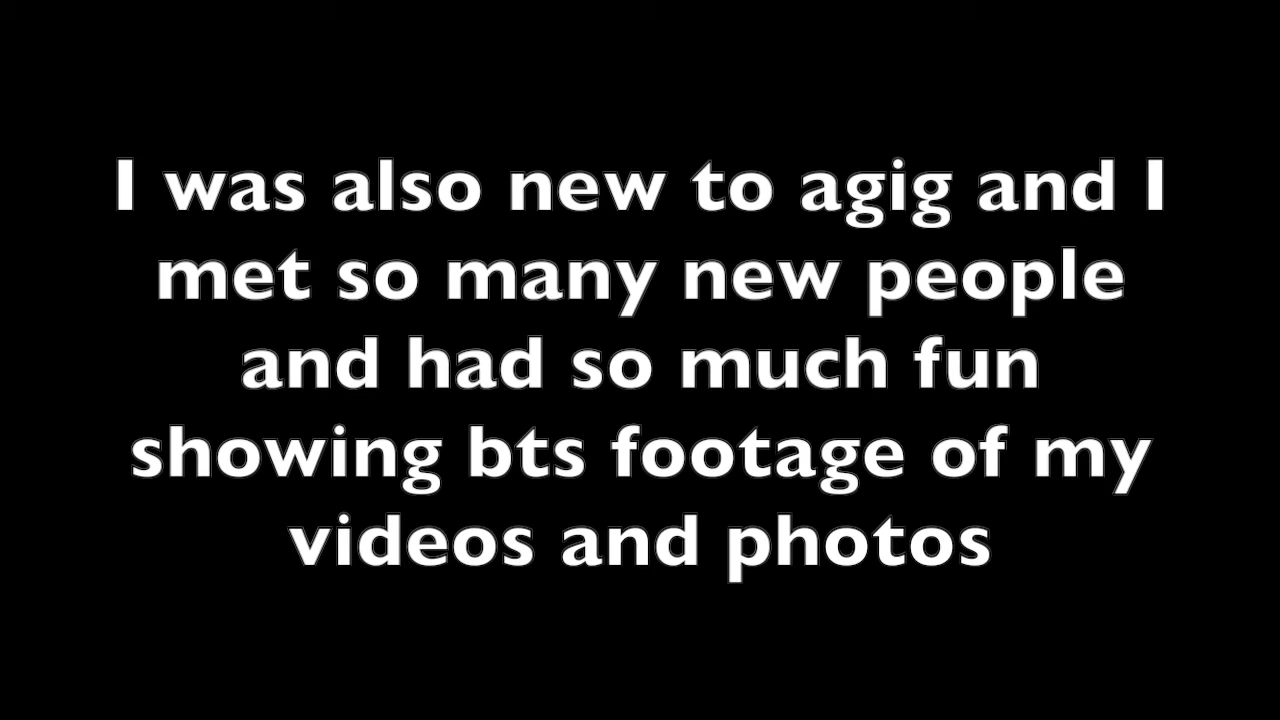 I was also new to agig and I
met so many new people
and had so much fun
showing bts footage of my
videos and photos